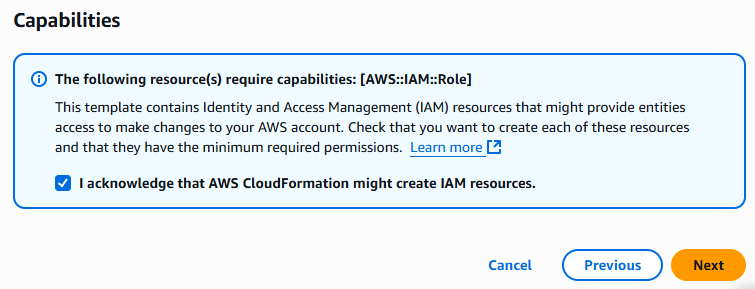 Capabilities
The following resource(s) require capabilities: [AWS::IAM::Role]
This template contains Identity and Access Management (IAM) resources that might provide entities
access to make changes to your AWS account. Check that you want to create each of these resources
and that they have the minimum required permissions. Learn more
I acknowledge that AWS CloudFormation might create IAM resources.
Cancel Previous Next